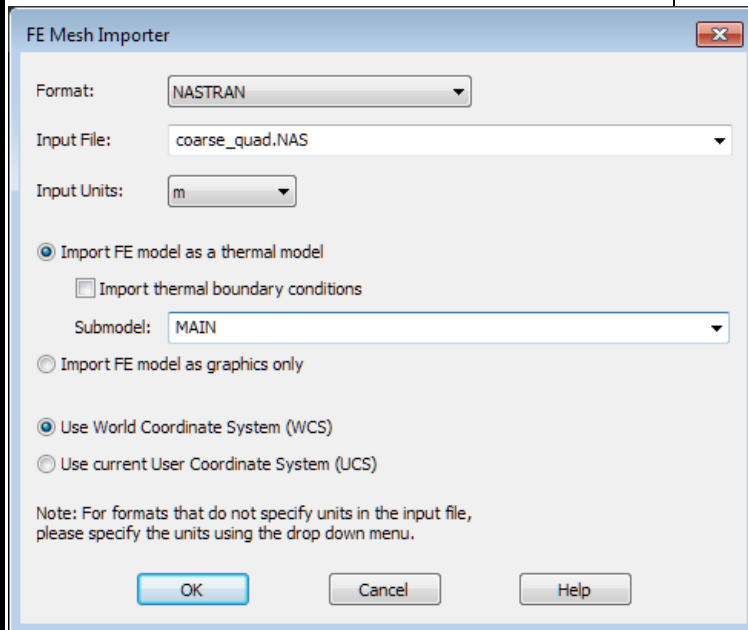 FE Mesh Importer
Format: NASTRAN
Input File: coarse_quad.NAS
Input Units: m
Import FE model as a thermal model
Import thermal boundary conditions
Submodel: MAIN
Import FE model as graphics only
Use World Coordinate System (WCS)
Use current User Coordinate System (UCS)
Note: For formats that do not specify units in the input file,
please specify the units using the drop down menu.
OK Cancel Help